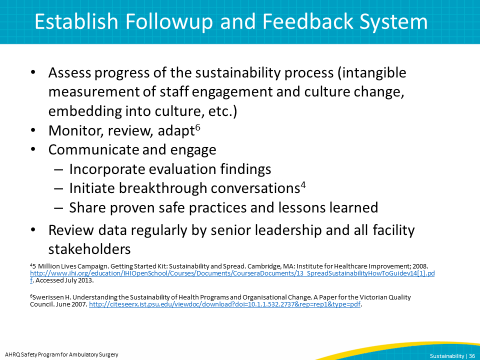 Establish Followup and Feedback System
• Assess progress of the sustainability process (intangible
measurement of staff engagement and culture change,
embedding into culture, etc.)
• Monitor, review, adapt⁶
• Communicate and engage
– Incorporate evaluation findings
– Initiate breakthrough conversations⁴
– Share proven safe practices and lessons learned
• Review data regularly by senior leadership and all facility
stakeholders
⁴5 Million Lives Campaign. Getting Started Kit: Sustainability and Spread. Cambridge, MA: Institute for Healthcare Improvement; 2008.
http://www.ihi.org/education/IHIOpenSchool/Courses/Documents/CourseraDocuments/13_SpreadSustainabilityHowToGuidev14[1].pd
f. Accessed July 2013.
⁶Swerissen H. Understanding the Sustainability of Health Programs and Organisational Change. A Paper for the Victorian Quality
Council. June 2007. http://citeseerx.ist.psu.edu/viewdoc/download?doi=10.1.1.532.2737&rep=rep1&type=pdf.
AHRQ Safety Program for Ambulatory Surgery
Sustainability | 38